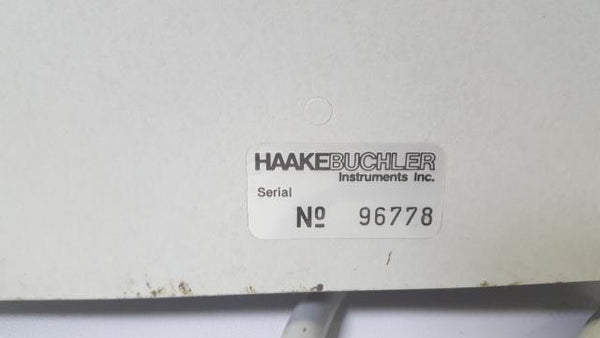 HAAKEBUCHLER
Instruments Inc.
Serial
Nº 96778